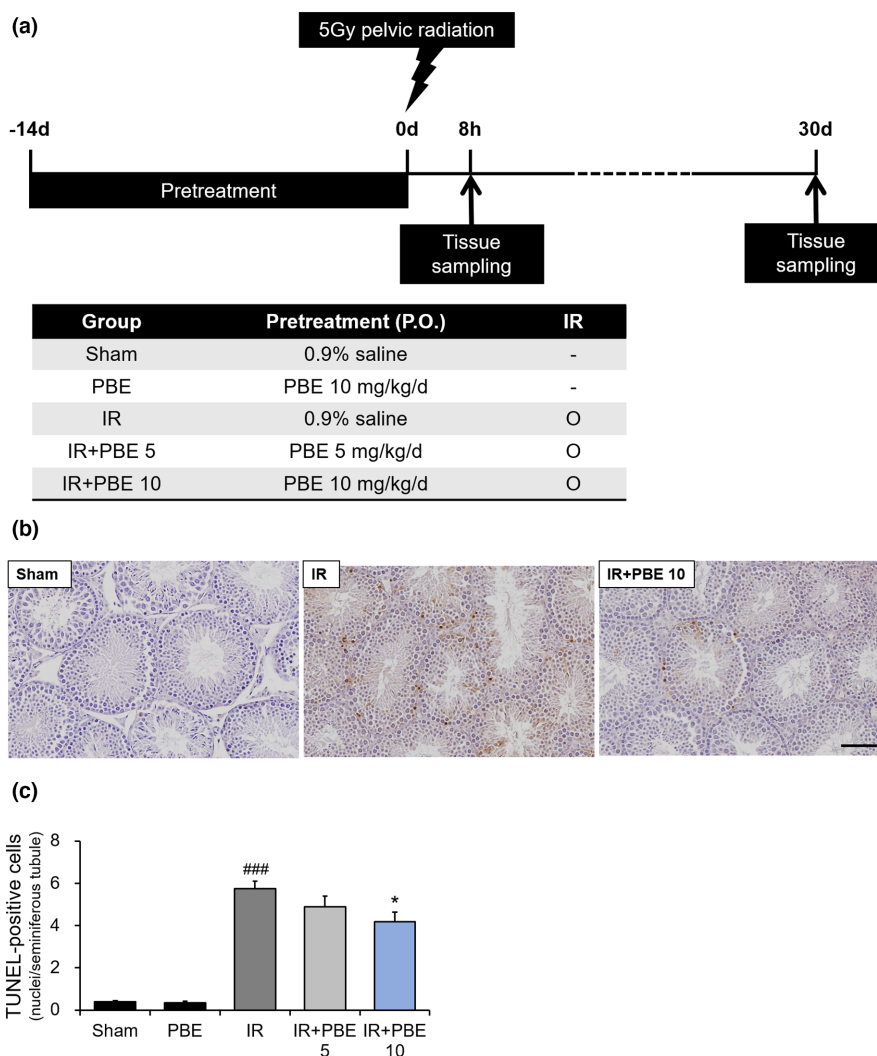 (a)
5Gy pelvic radiation
-14d 0d 8h 30d
Pretreatment
Tissue
sampling
Tissue
sampling
Group Pretreatment (P.O.) IR
Sham 0.9% saline -
PBE PBE 10 mg/kg/d -
IR 0.9% saline O
IR+PBE 5 PBE 5 mg/kg/d O
IR+PBE 10 PBE 10 mg/kg/d O
(b)
Sham IR IR+PBE 10
(c)
TUNEL-positive cells
(nuclei/seminiferous tubule)
8
6
4
2
0
###
*
Sham PBE IR IR+PBE IR+PBE
5 10